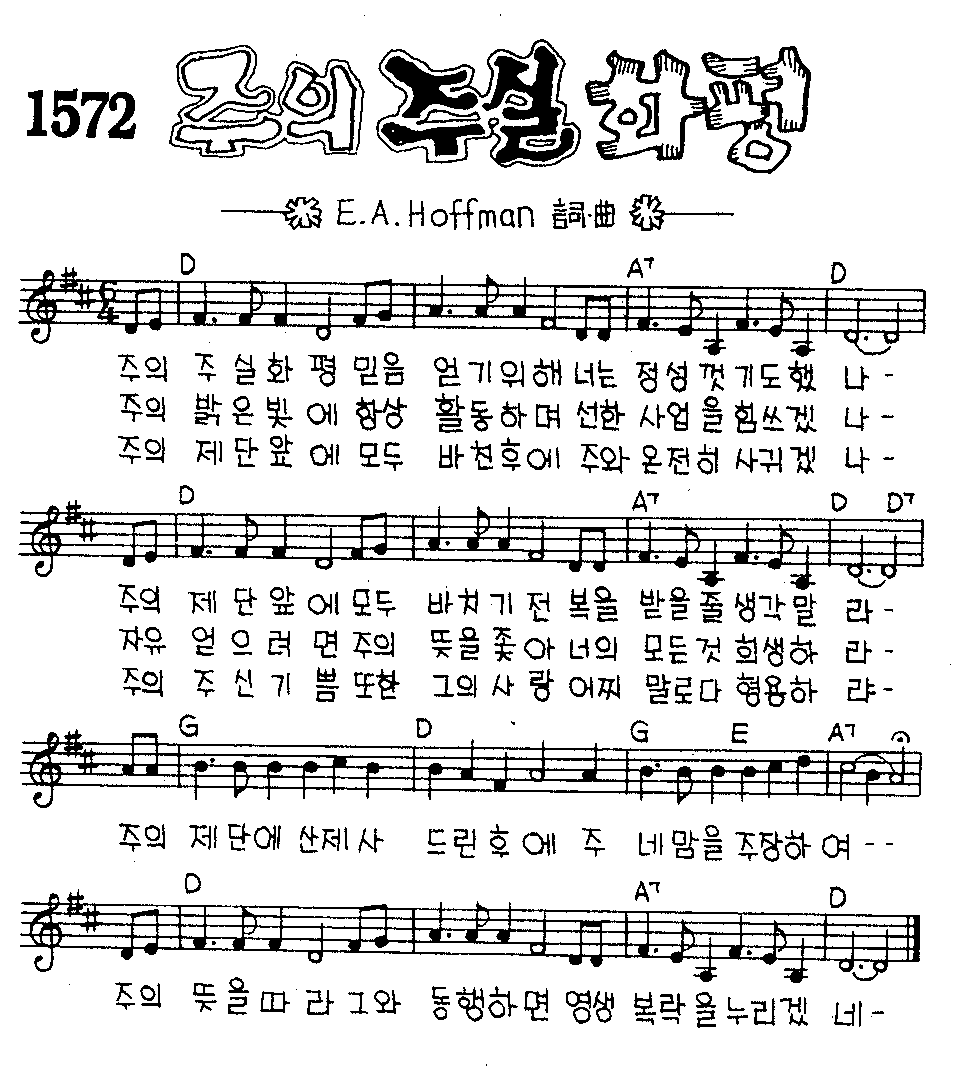 1572 주의 주실 화평
E.A.Hoffman 詞·曲
D A7 D
주의 주 실 화 평 믿음 얻 기 위 해 너는 정성 껏 기도했 나-
주의 밝 은 빛 에 항상 활동하며 선한 사업을 힘쓰겠 나-
주의 제 단 앞 에 모두 바친후에 주와 온전히 사귀겠 나-
D A7 D D7
주의 제 단 앞 에 모두 바치기전 복을 받을 줄 생각말 라-
자유 얻 으 려 면 주의 뜻을 좇아 너의 모든 것 희생하 라-
주의 주 신 기 쁨 또한 그의 사 랑 어찌 말로다 형용하 랴-
G D G E A7
주의 제단에 산제사 드린 후에 주 네맘을 주장하 여--
D A7 D
주의 뜻을 따 라 그와 동행하면 영생 복락을 누리겠 네-